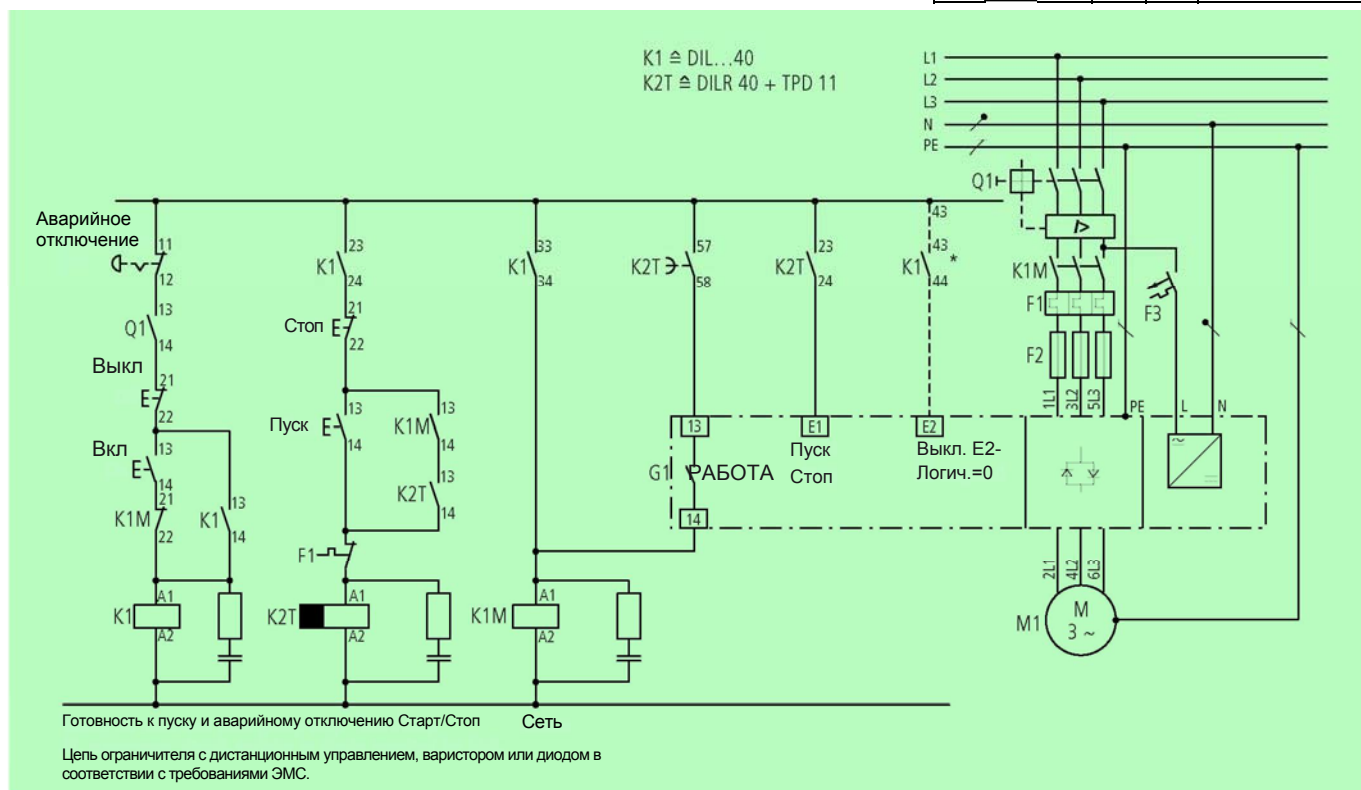 K1 ≙ DIL...40
K2T ≙ DILR 40 + TPD 11
L1
L2
L3
N
PE
Q1
I>
K1M
F1
F2
F3
1L1
3L2
5L3
PE
L
N
Аварийное
отключение
11
12
13
Q1
14
Выкл
21
22
Вкл
13
14
21
K1M
22
K1
13
14
K1
A1
A2
23
K1
24
21
Стоп
22
13
Пуск
14
13
K1M
14
13
K2T
14
F1
K2T
A1
A2
33
K1
34
K1M
A1
A2
57
K2T
58
23
K2T
24
43
43
K1
*
44
13
G1
РАБОТА
14
E1
Пуск
Стоп
E2
Выкл. E2-
Логич.=0
2L1
4L2
6L3
M1
M
3 ~
Готовность к пуску и аварийному отключению Старт/Стоп
Сеть
Цепь ограничителя с дистанционным управлением, варистором или диодом в
соответствии с требованиями ЭМС.